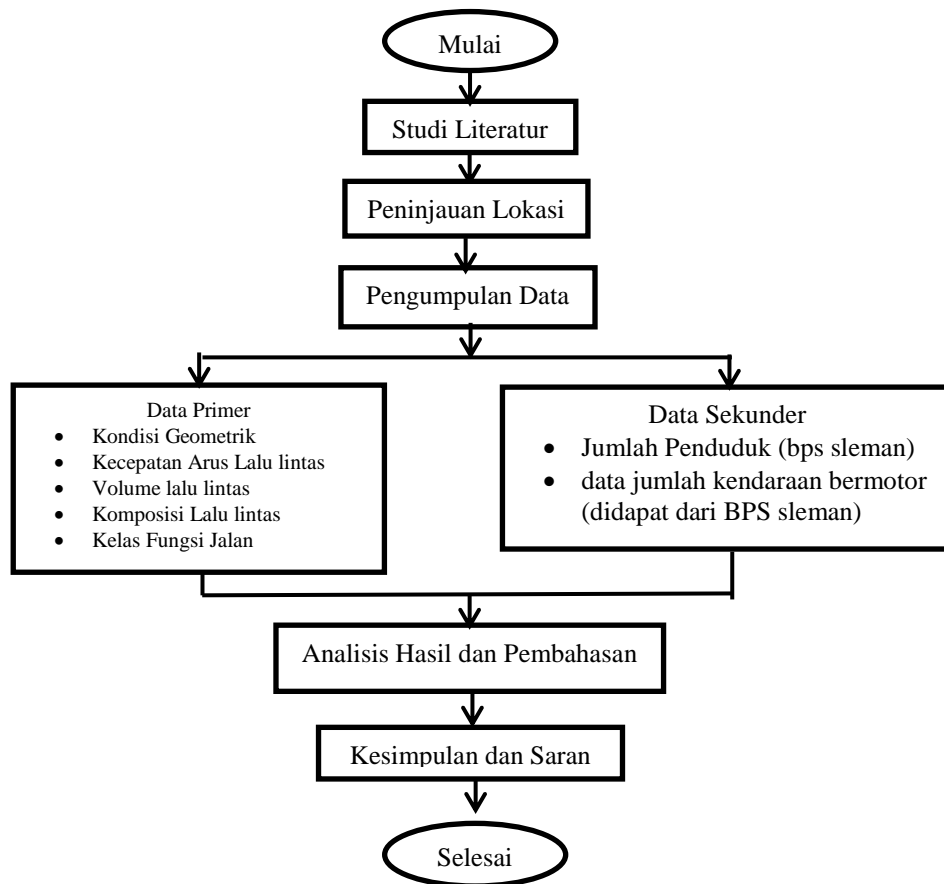 Mulai
Studi Literatur
Peninjauan Lokasi
Pengumpulan Data
Data Primer
• Kondisi Geometrik
• Kecepatan Arus Lalu lintas
• Volume lalu lintas
• Komposisi Lalu lintas
• Kelas Fungsi Jalan
Data Sekunder
• Jumlah Penduduk (bps sleman)
• data jumlah kendaraan bermotor
(didapat dari BPS sleman)
Analisis Hasil dan Pembahasan
Kesimpulan dan Saran
Selesai